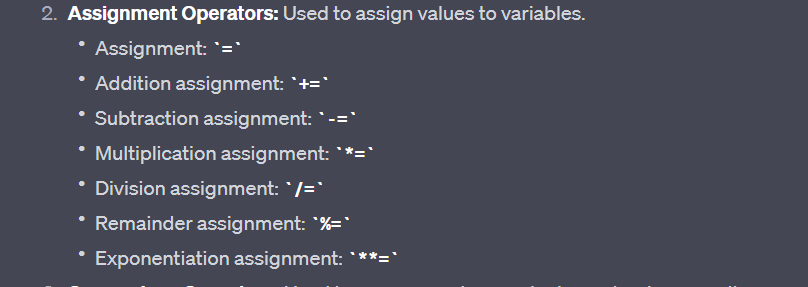 2. Assignment Operators: Used to assign values to variables.
• Assignment: `=`
• Addition assignment: `+=`
• Subtraction assignment: `-=`
• Multiplication assignment: `*=`
• Division assignment: `/=`
• Remainder assignment: `%=`
• Exponentiation assignment: `**=`